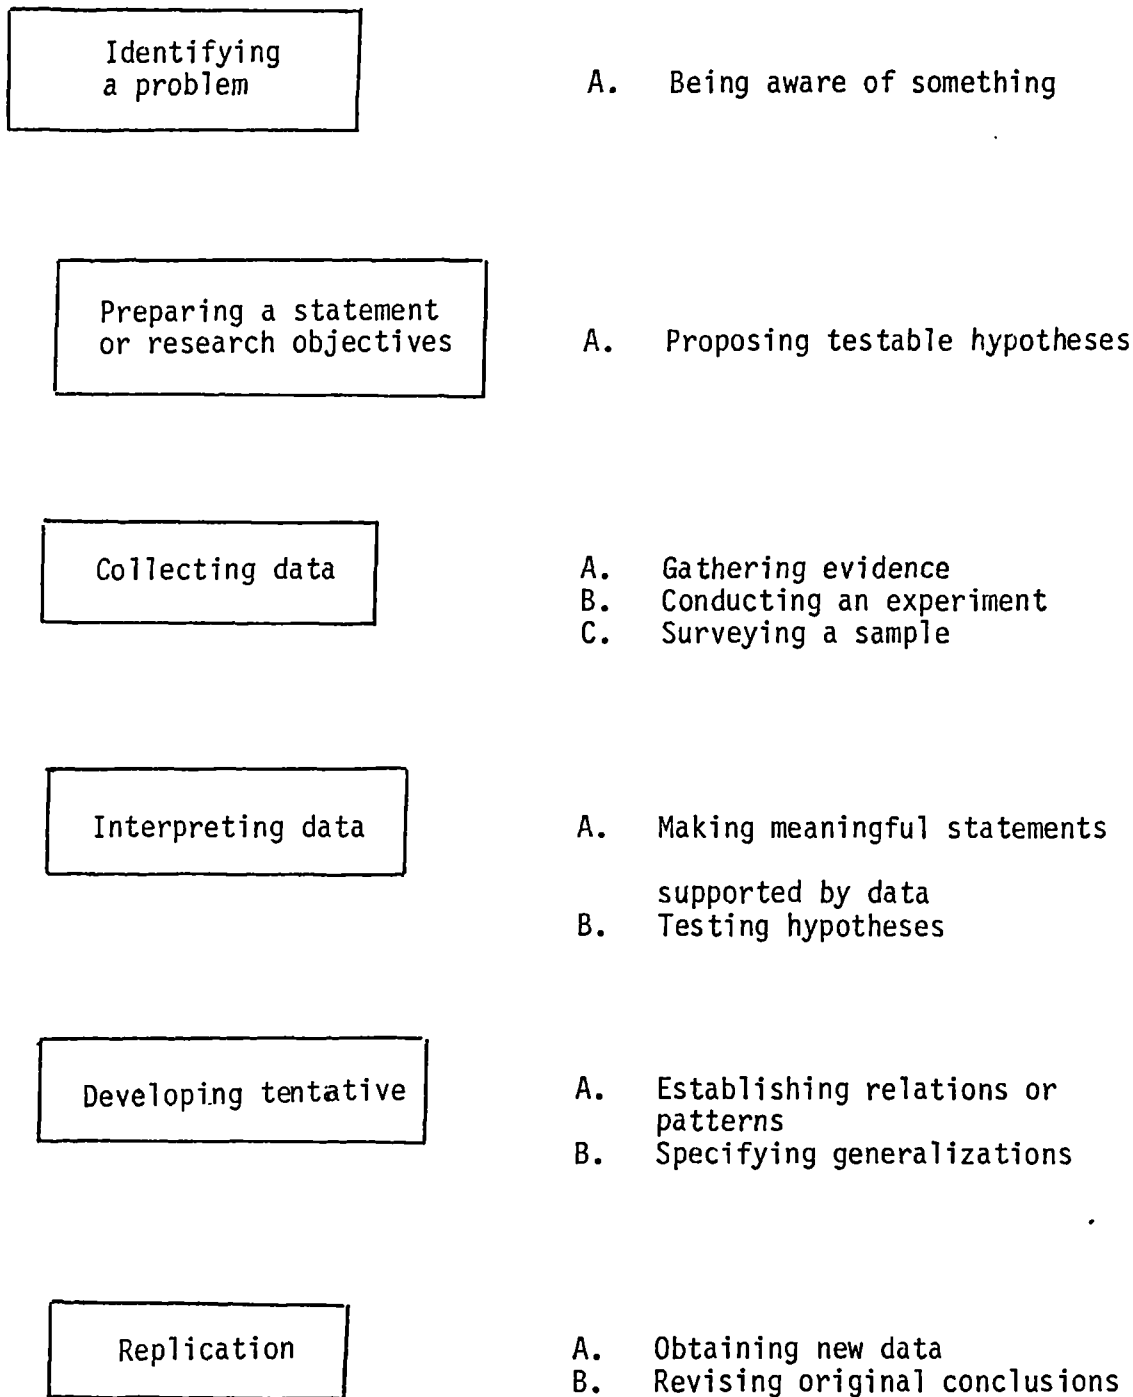 Identifying
a problem
A. Being aware of something
Preparing a statement
or research objectives
A. Proposing testable hypotheses
Collecting data
A. Gathering evidence
B. Conducting an experiment
C. Surveying a sample
Interpreting data
A. Making meaningful statements
supported by data
B. Testing hypotheses
Developing tentative
A. Establishing relations or
patterns
B. Specifying generalizations
Replication
A. Obtaining new data
B. Revising original conclusions